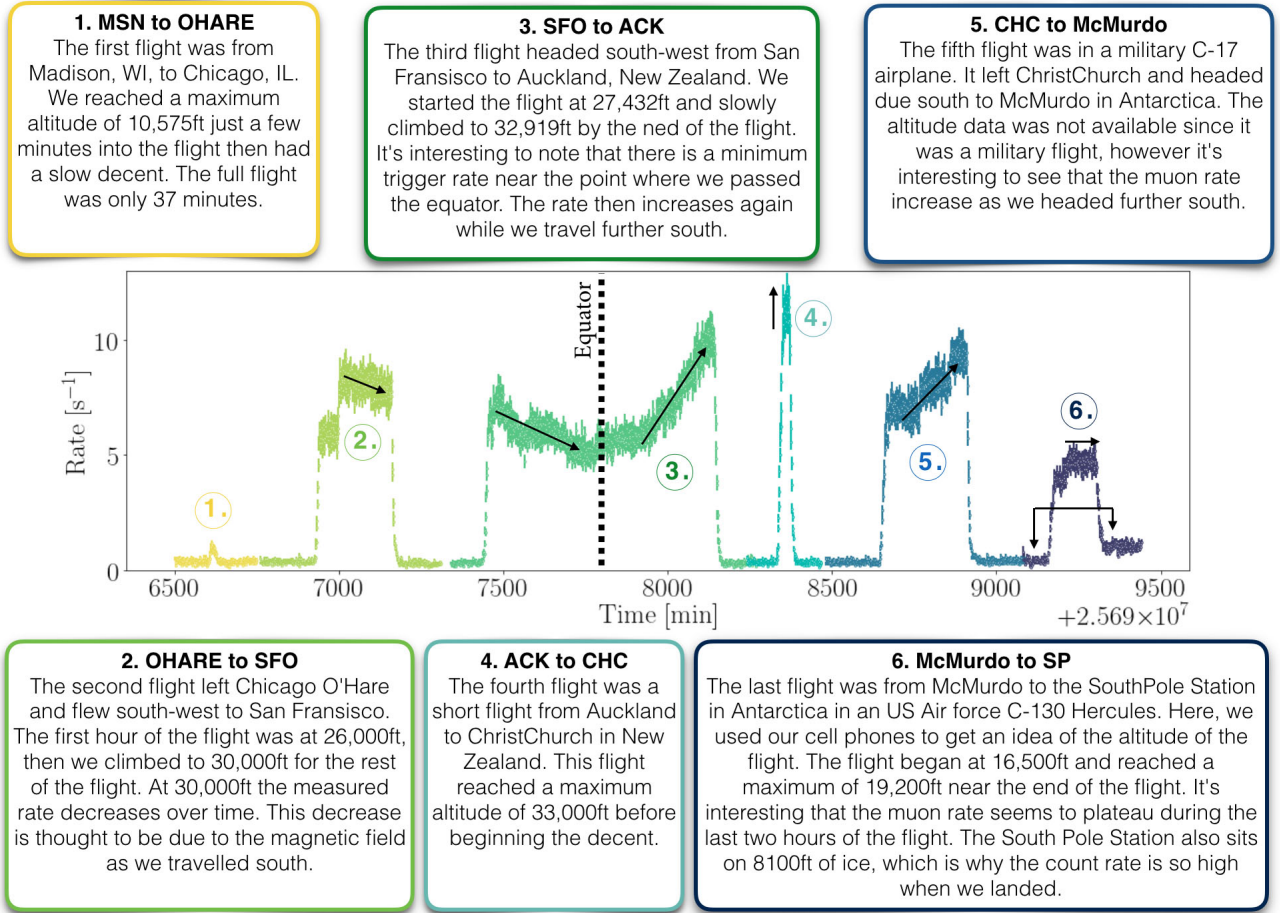 1. MSN to OHARE
The first flight was from
Madison, WI, to Chicago, IL.
We reached a maximum
altitude of 10,575ft just a few
minutes into the flight then had
a slow decent. The full flight
was only 37 minutes.
3. SFO to ACK
The third flight headed south-west from San
Fransisco to Auckland, New Zealand. We
started the flight at 27,432ft and slowly
climbed to 32,919ft by the ned of the flight.
It's interesting to note that there is a minimum
trigger rate near the point where we passed
the equator. The rate then increases again
while we travel further south.
5. CHC to McMurdo
The fifth flight was in a military C-17
airplane. It left ChristChurch and headed
due south to McMurdo in Antarctica. The
altitude data was not available since it
was a military flight, however it's
interesting to see that the muon rate
increase as we headed further south.
Rate [s⁻¹]
10
5
0
Equator
1.
2.
3.
4.
5.
6.
6500
7000
7500
8000
8500
9000
9500
Time [min]
+2.569×10⁷
2. OHARE to SFO
The second flight left Chicago O'Hare
and flew south-west to San Fransisco.
The first hour of the flight was at 26,000ft,
then we climbed to 30,000ft for the rest
of the flight. At 30,000ft the measured
rate decreases over time. This decrease
is thought to be due to the magnetic field
as we travelled south.
4. ACK to CHC
The fourth flight was a
short flight from Auckland
to ChristChurch in New
Zealand. This flight
reached a maximum
altitude of 33,000ft before
beginning the decent.
6. McMurdo to SP
The last flight was from McMurdo to the SouthPole Station
in Antarctica in an US Air force C-130 Hercules. Here, we
used our cell phones to get an idea of the altitude of the
flight. The flight began at 16,500ft and reached a
maximum of 19,200ft near the end of the flight. It's
interesting that the muon rate seems to plateau during the
last two hours of the flight. The South Pole Station also sits
on 8100ft of ice, which is why the count rate is so high
when we landed.